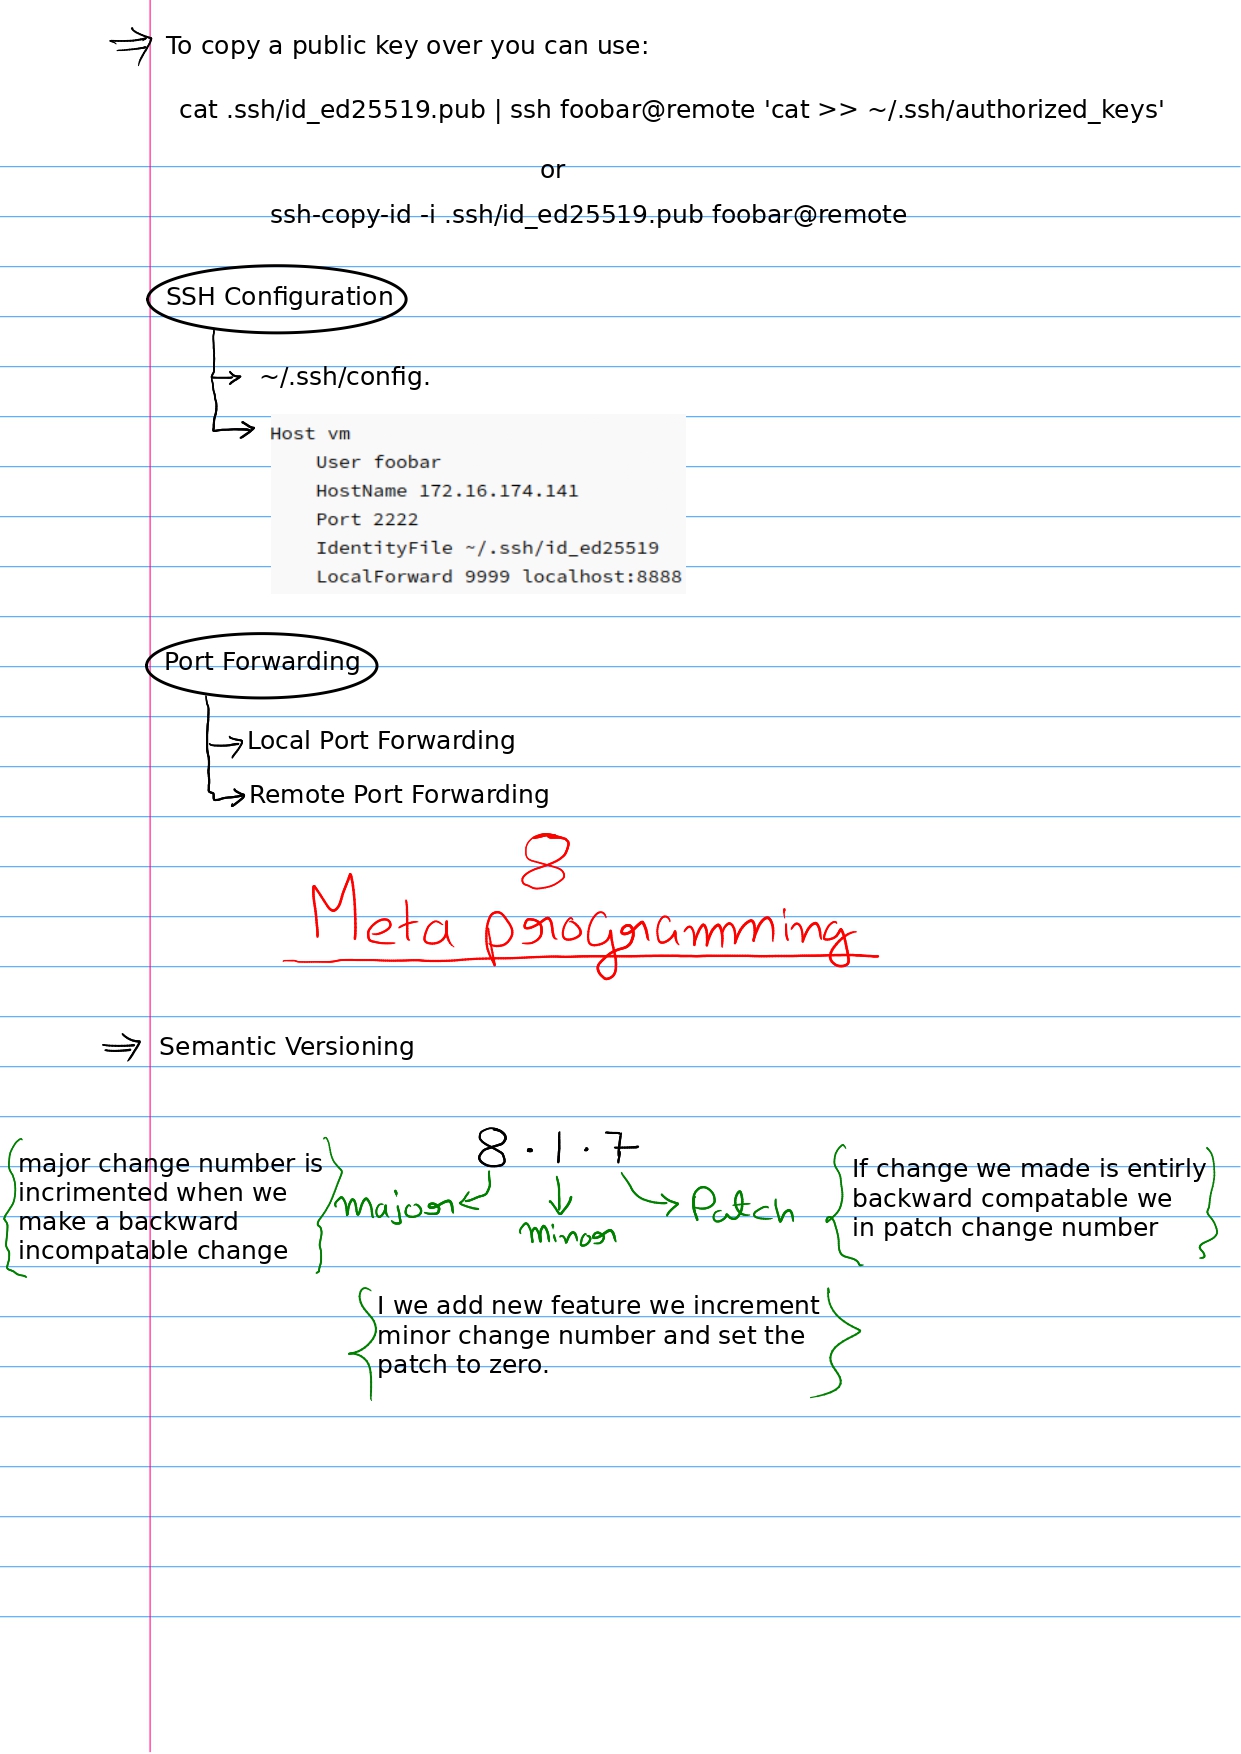 To copy a public key over you can use:
cat .ssh/id_ed25519.pub | ssh foobar@remote 'cat >> ~/.ssh/authorized_keys'
or
ssh-copy-id -i .ssh/id_ed25519.pub foobar@remote
SSH Configuration
~/.ssh/config.
Host vm
User foobar
HostName 172.16.174.141
Port 2222
IdentityFile ~/.ssh/id_ed25519
LocalForward 9999 localhost:8888
Port Forwarding
Local Port Forwarding
Remote Port Forwarding
8
Meta programming
Semantic Versioning
8.1.7
major change number is
incrimented when we
make a backward
incompatable change
Major
Minor
Patch
If change we made is entirly
backward compatable we
in patch change number
I we add new feature we increment
minor change number and set the
patch to zero.